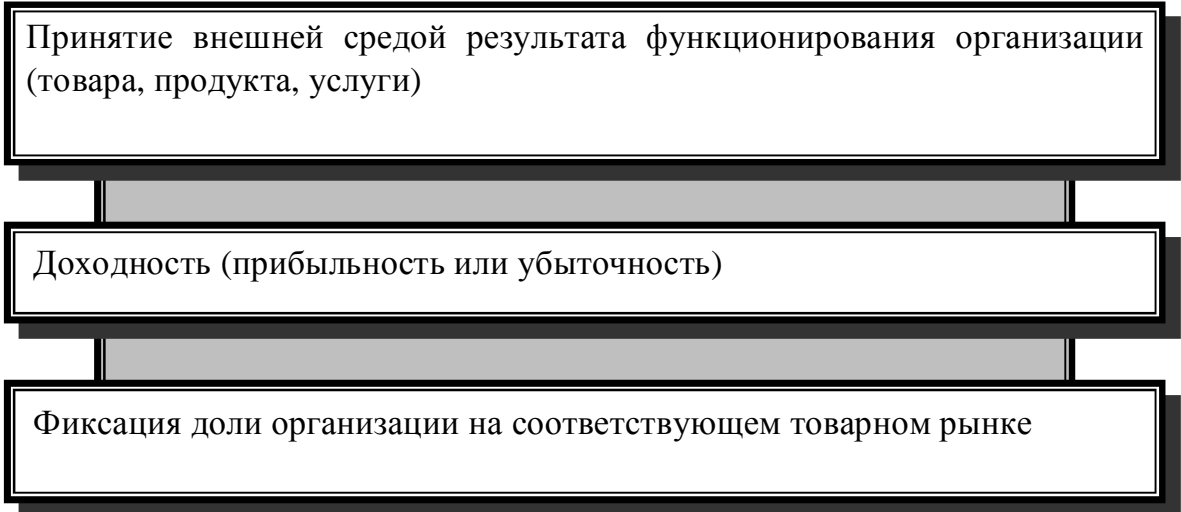 Принятие внешней средой результата функционирования организации
(товара, продукта, услуги)
Доходность (прибыльность или убыточность)
Фиксация доли организации на соответствующем товарном рынке